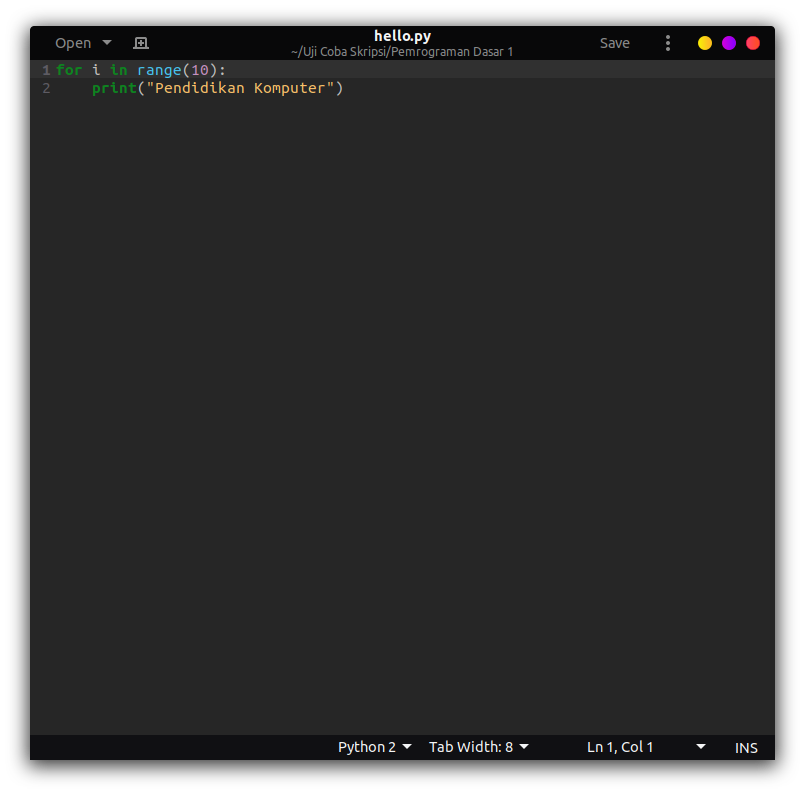 Open
hello.py
~/Uji Coba Skripsi/Pemrograman Dasar 1
Save
1 for i in range(10):
2     print("Pendidikan Komputer")
Python 2 Tab Width: 8 Ln 1, Col 1 INS